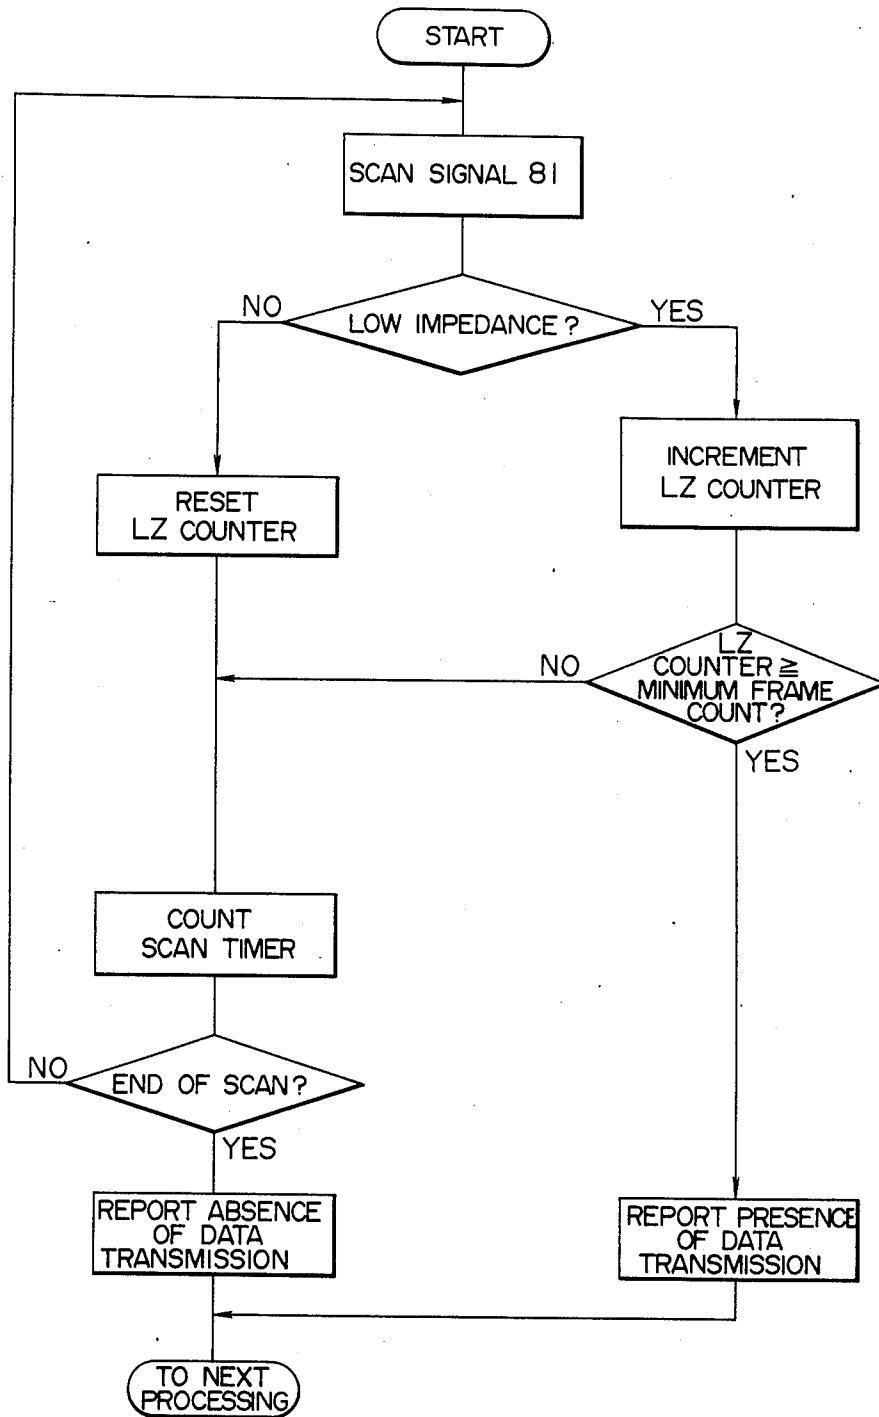 START
SCAN SIGNAL 81
NO
LOW IMPEDANCE?
YES
RESET
LZ COUNTER
INCREMENT
LZ COUNTER
NO
LZ
COUNTER ≧
MINIMUM FRAME
COUNT?
YES
COUNT
SCAN TIMER
NO
END OF SCAN?
YES
REPORT ABSENCE
OF DATA
TRANSMISSION
REPORT PRESENCE
OF DATA
TRANSMISSION
TO NEXT
PROCESSING